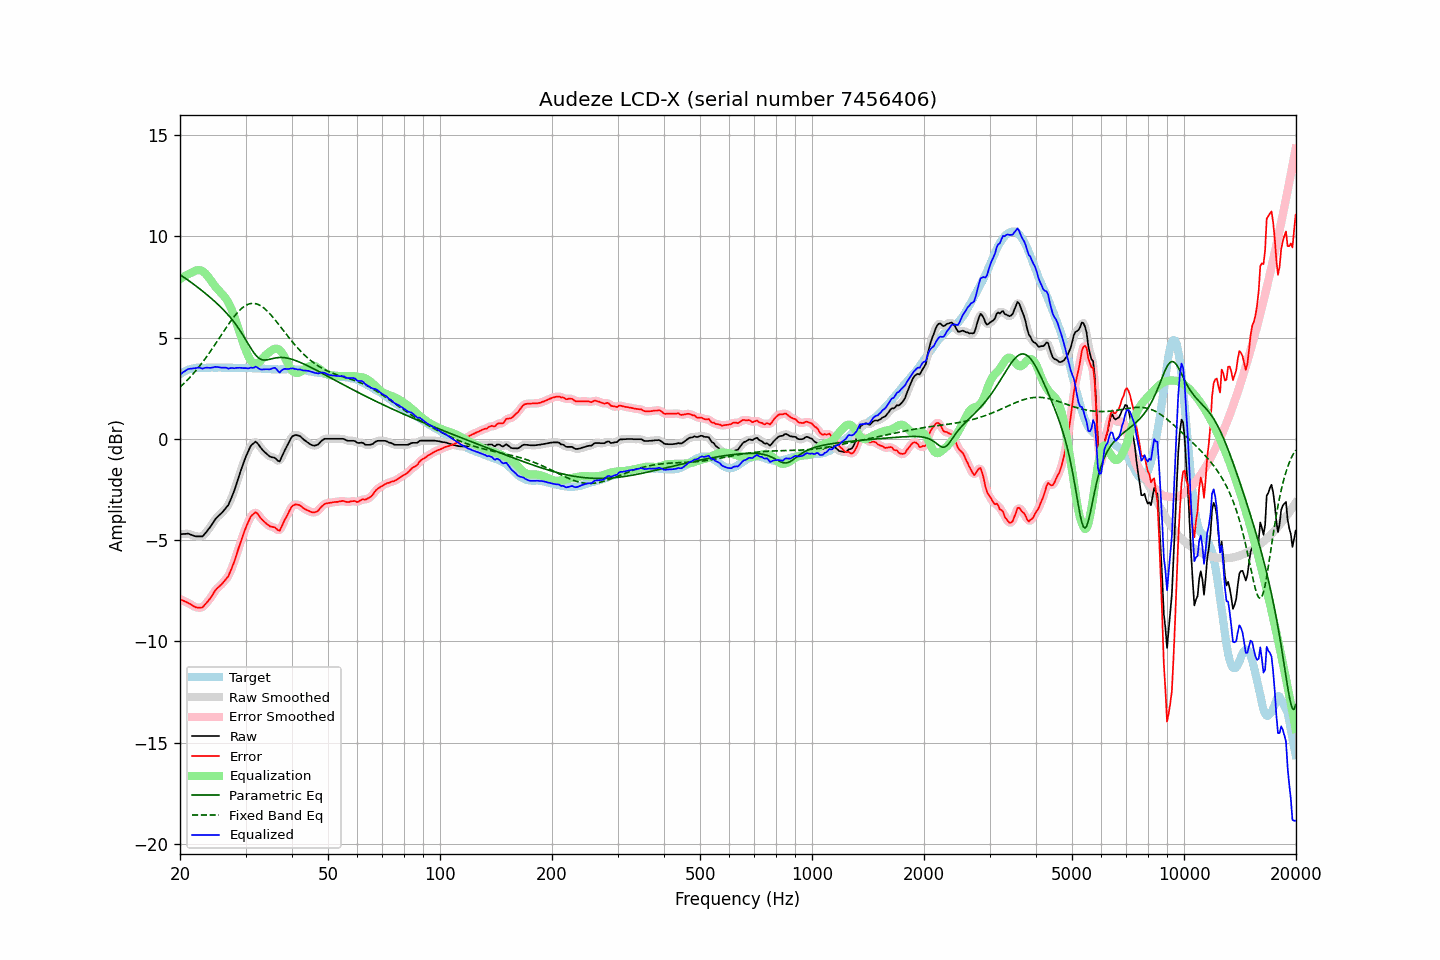 Audeze LCD-X (serial number 7456406)
Amplitude (dBr)
15
10
5
0
−5
−10
−15
−20
Target
Raw Smoothed
Error Smoothed
Raw
Error
Equalization
Parametric Eq
Fixed Band Eq
Equalized
20 50 100 200 500 1000 2000 5000 10000 20000
Frequency (Hz)